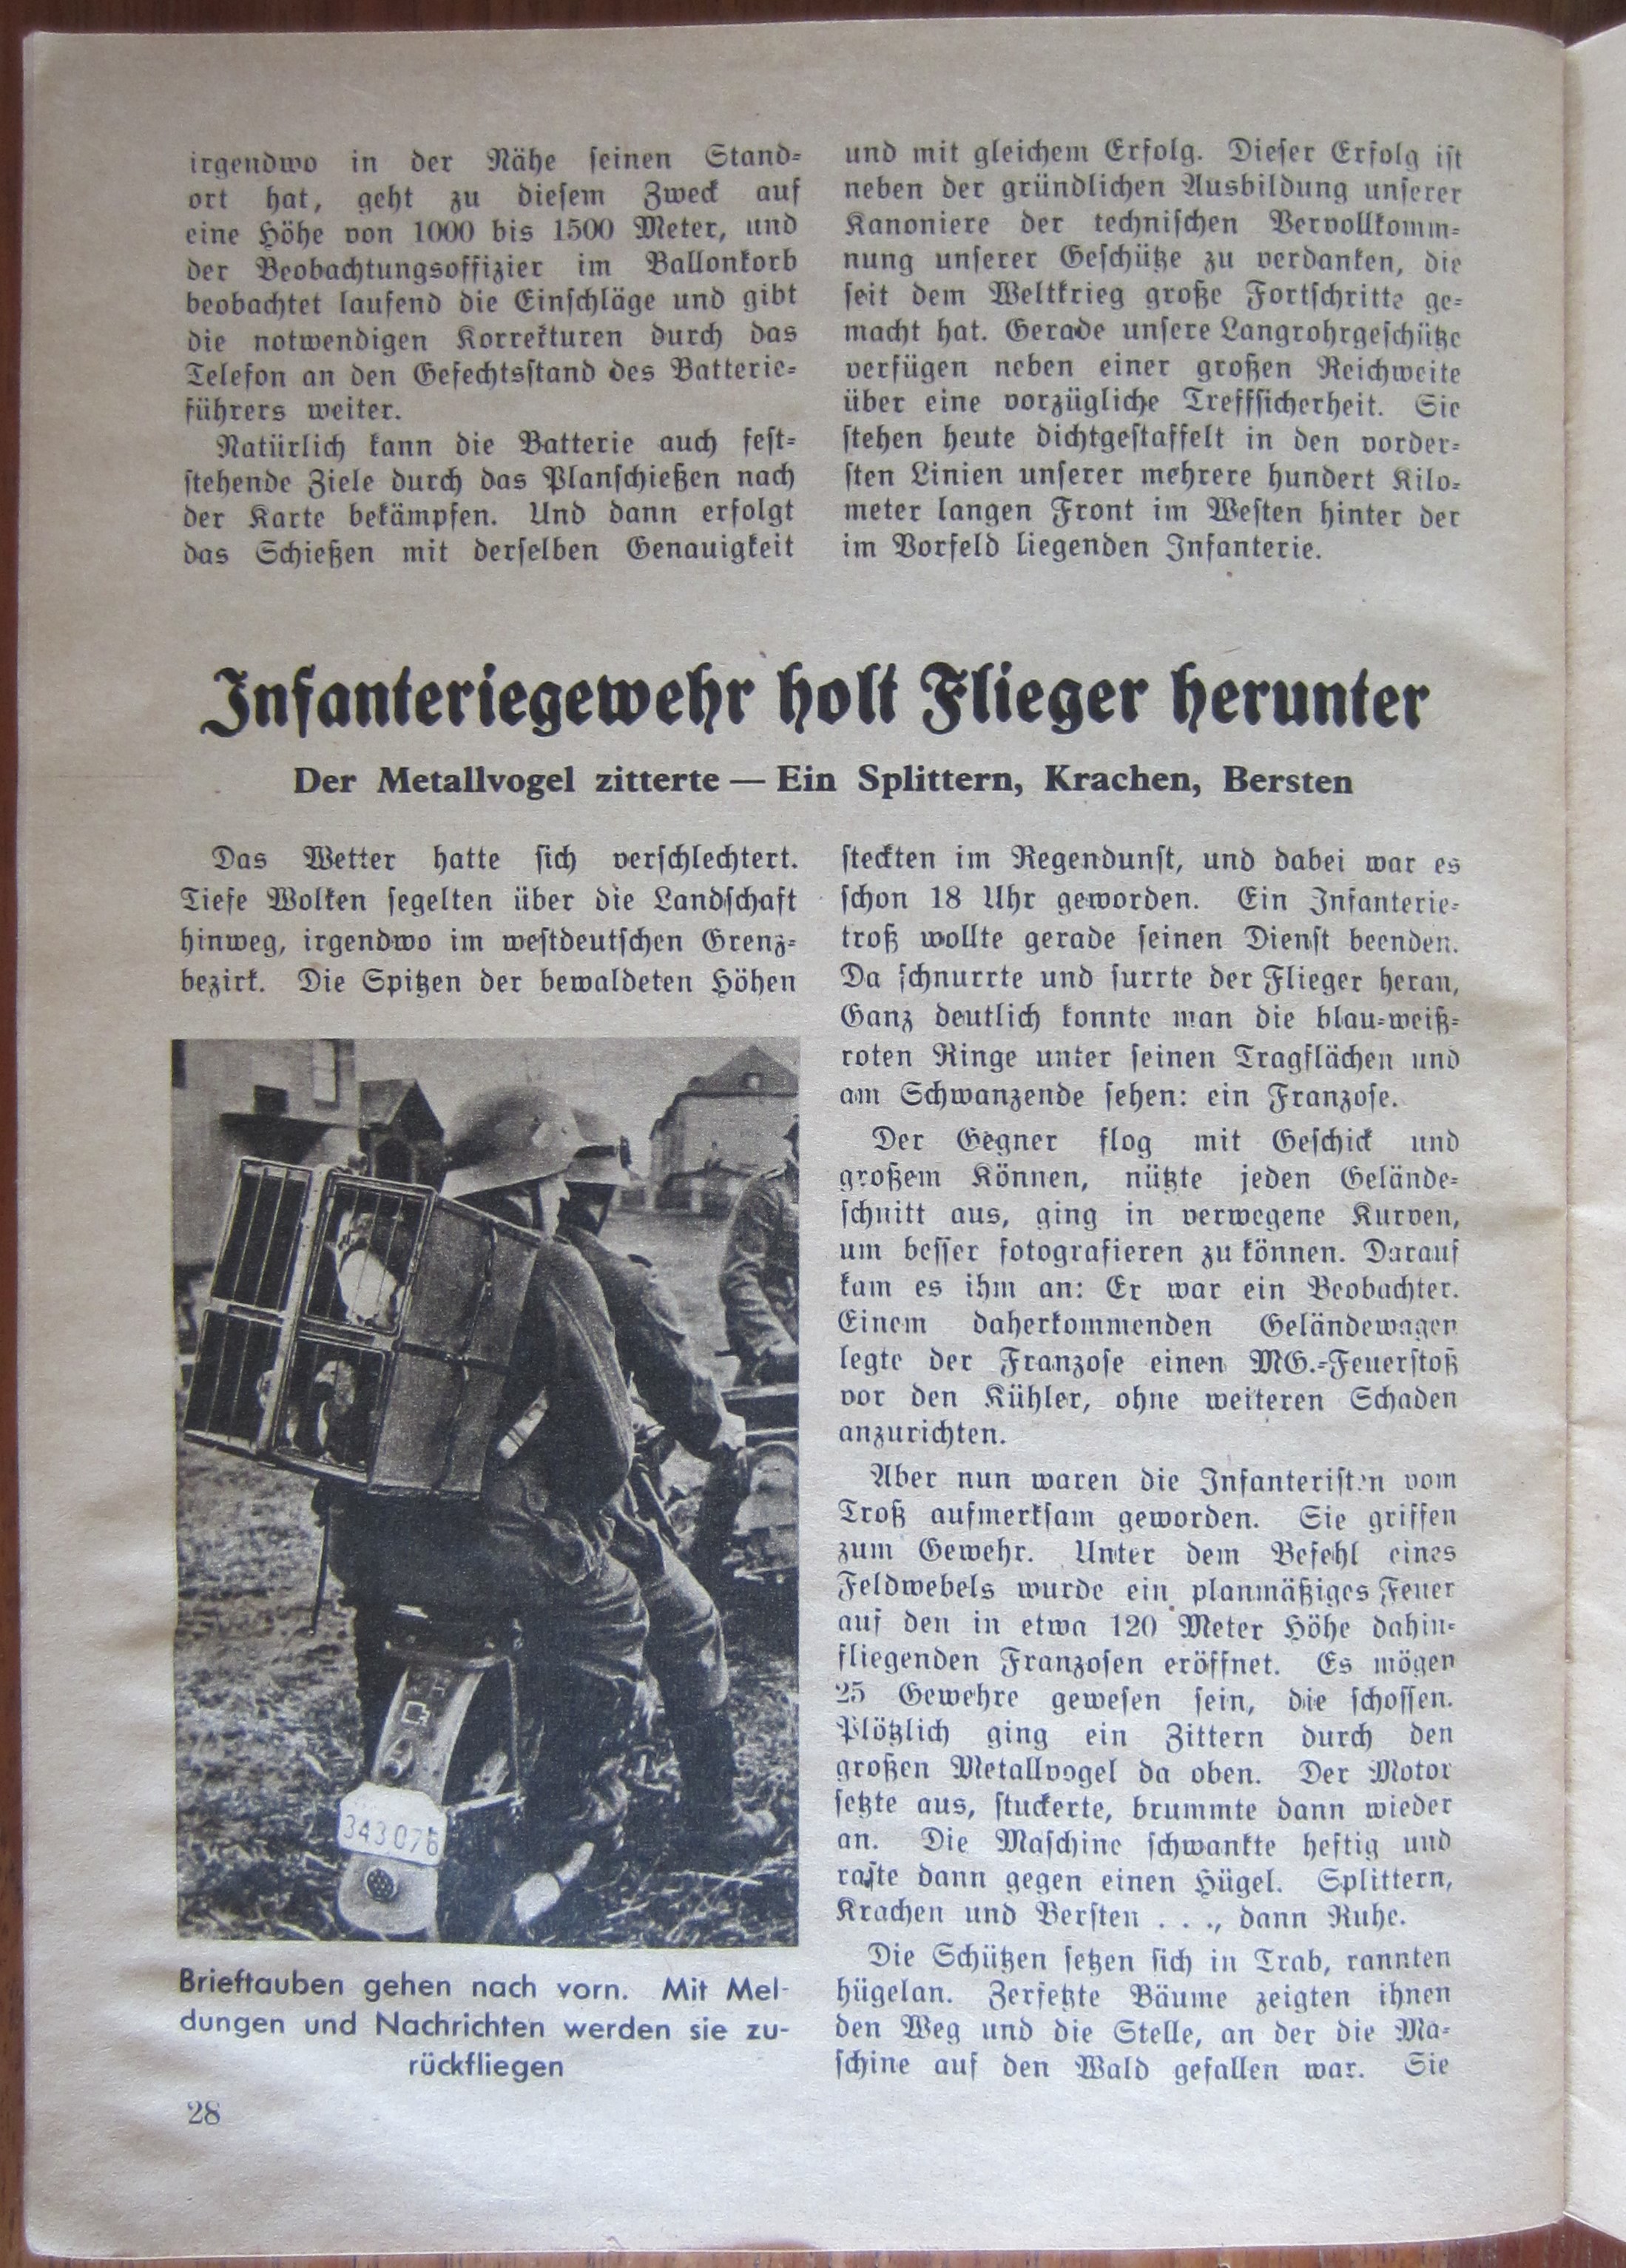 irgendwo in der Nähe seinen Stand-
ort hat, geht zu diesem Zweck auf
eine Höhe von 1000 bis 1500 Meter, und
der Beobachtungsoffizier im Ballonkorb
beobachtet laufend die Einschläge und gibt
die notwendigen Korrekturen durch das
Telefon an den Gefechtsstand des Batterie-
führers weiter.
Natürlich kann die Batterie auch fest-
stehende Ziele durch das Planschießen nach
der Karte bekämpfen. Und dann erfolgt
das Schießen mit derselben Genauigkeit
und mit gleichem Erfolg. Dieser Erfolg ist
neben der gründlichen Ausbildung unserer
Kanoniere der technischen Vervollkomm-
nung unserer Geschütze zu verdanken, die
seit dem Weltkrieg große Fortschritte ge-
macht hat. Gerade unsere Langrohrgeschütze
verfügen neben einer großen Reichweite
über eine vorzügliche Treffsicherheit. Sie
stehen heute dichtgestaffelt in den vorder-
sten Linien unserer mehrere hundert Kilo-
meter langen Front im Westen hinter der
im Vorfeld liegenden Infanterie.
Infanteriegewehr holt Flieger herunter
Der Metallvogel zitterte — Ein Splittern, Krachen, Bersten
Das Wetter hatte sich verschlechtert.
Tiefe Wolken segelten über die Landschaft
hinweg, irgendwo im westdeutschen Grenz-
bezirk. Die Spitzen der bewaldeten Höhen
343076
Brieftauben gehen nach vorn. Mit Mel-
dungen und Nachrichten werden sie zu-
rückfliegen
steckten im Regendunst, und dabei war es
schon 18 Uhr geworden. Ein Infanterie-
troß wollte gerade seinen Dienst beenden.
Da schnurrte und surrte der Flieger heran,
Ganz deutlich konnte man die blau-weiß-
roten Ringe unter seinen Tragflächen und
am Schwanzende sehen: ein Franzose.
Der Gegner flog mit Geschick und
großem Können, nützte jeden Gelände-
schnitt aus, ging in verwegene Kurven,
um besser fotografieren zu können. Darauf
kam es ihm an: Er war ein Beobachter.
Einem daherkommenden Geländewagen
legte der Franzose einen MG.-Feuerstoß
vor den Kühler, ohne weiteren Schaden
anzurichten.
Aber nun waren die Infanteristen vom
Troß aufmerksam geworden. Sie griffen
zum Gewehr. Unter dem Befehl eines
Feldwebels wurde ein planmäßiges Feuer
auf den in etwa 120 Meter Höhe dahin-
fliegenden Franzosen eröffnet. Es mögen
25 Gewehre gewesen sein, die schossen.
Plötzlich ging ein Zittern durch den
großen Metallvogel da oben. Der Motor
setzte aus, stuckerte, brummte dann wieder
an. Die Maschine schwankte heftig und
raste dann gegen einen Hügel. Splittern,
Krachen und Bersten . . ., dann Ruhe.
Die Schützen setzen sich in Trab, rannten
hügelan. Zerfetzte Bäume zeigten ihnen
den Weg und die Stelle, an der die Ma-
schine auf den Wald gefallen war. Sie
28